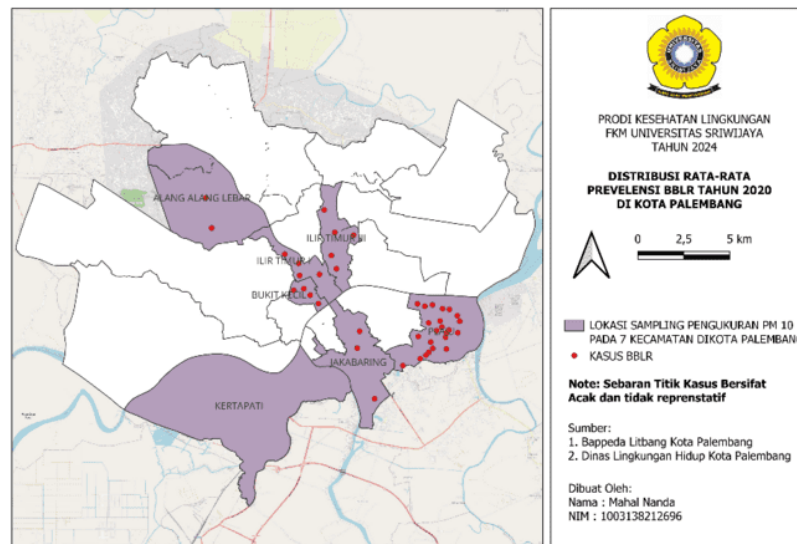 ALANG ALANG LEBAR
ILIR TIMUR III
ILIR TIMUR I
BUKIT KECIL
PLAJU
JAKABARING
KERTAPATI
PRODI KESEHATAN LINGKUNGAN
FKM UNIVERSITAS SRIWIJAYA
TAHUN 2024
DISTRIBUSI RATA-RATA
PREVELENSI BBLR TAHUN 2020
DI KOTA PALEMBANG
0 2,5 5 km
LOKASI SAMPLING PENGUKURAN PM 10
PADA 7 KECAMATAN DIKOTA PALEMBANG
KASUS BBLR
Note: Sebaran Titik Kasus Bersifat
Acak dan tidak reprenstatif
Sumber:
1. Bappeda Litbang Kota Palembang
2. Dinas Lingkungan Hidup Kota Palembang
Dibuat Oleh:
Nama : Mahal Nanda
NIM : 1003138212696